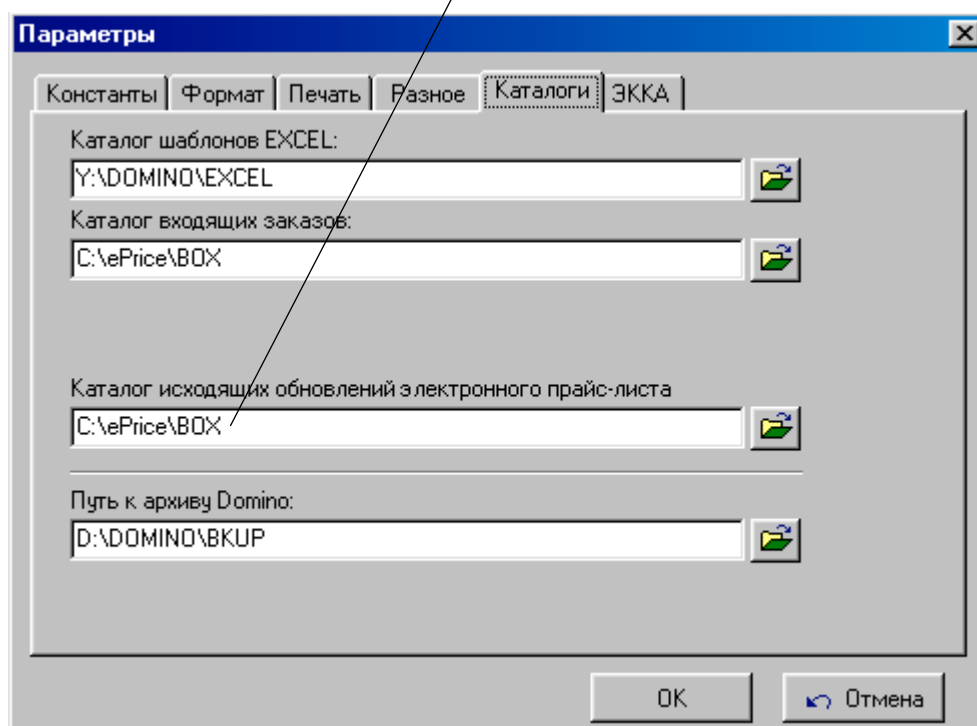 Параметры
Константы Формат Печать Разное Каталоги ЭККА
Каталог шаблонов EXCEL:
Y:\DOMINO\EXCEL
Каталог входящих заказов:
C:\ePrice\BOX
Каталог исходящих обновлений электронного прайс-листа
C:\ePrice\BOX
Путь к архиву Domino:
D:\DOMINO\BKUP
OK Отмена